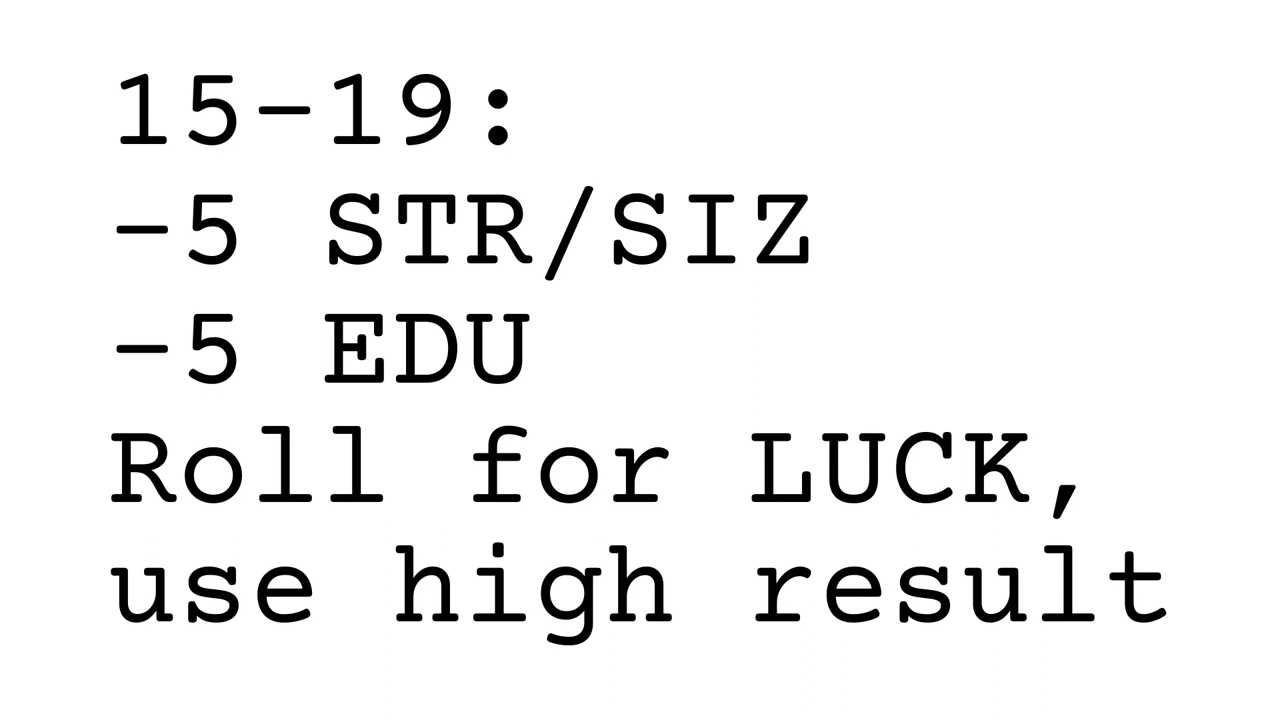 15-19:
-5 STR/SIZ
-5 EDU
Roll for LUCK,
use high result